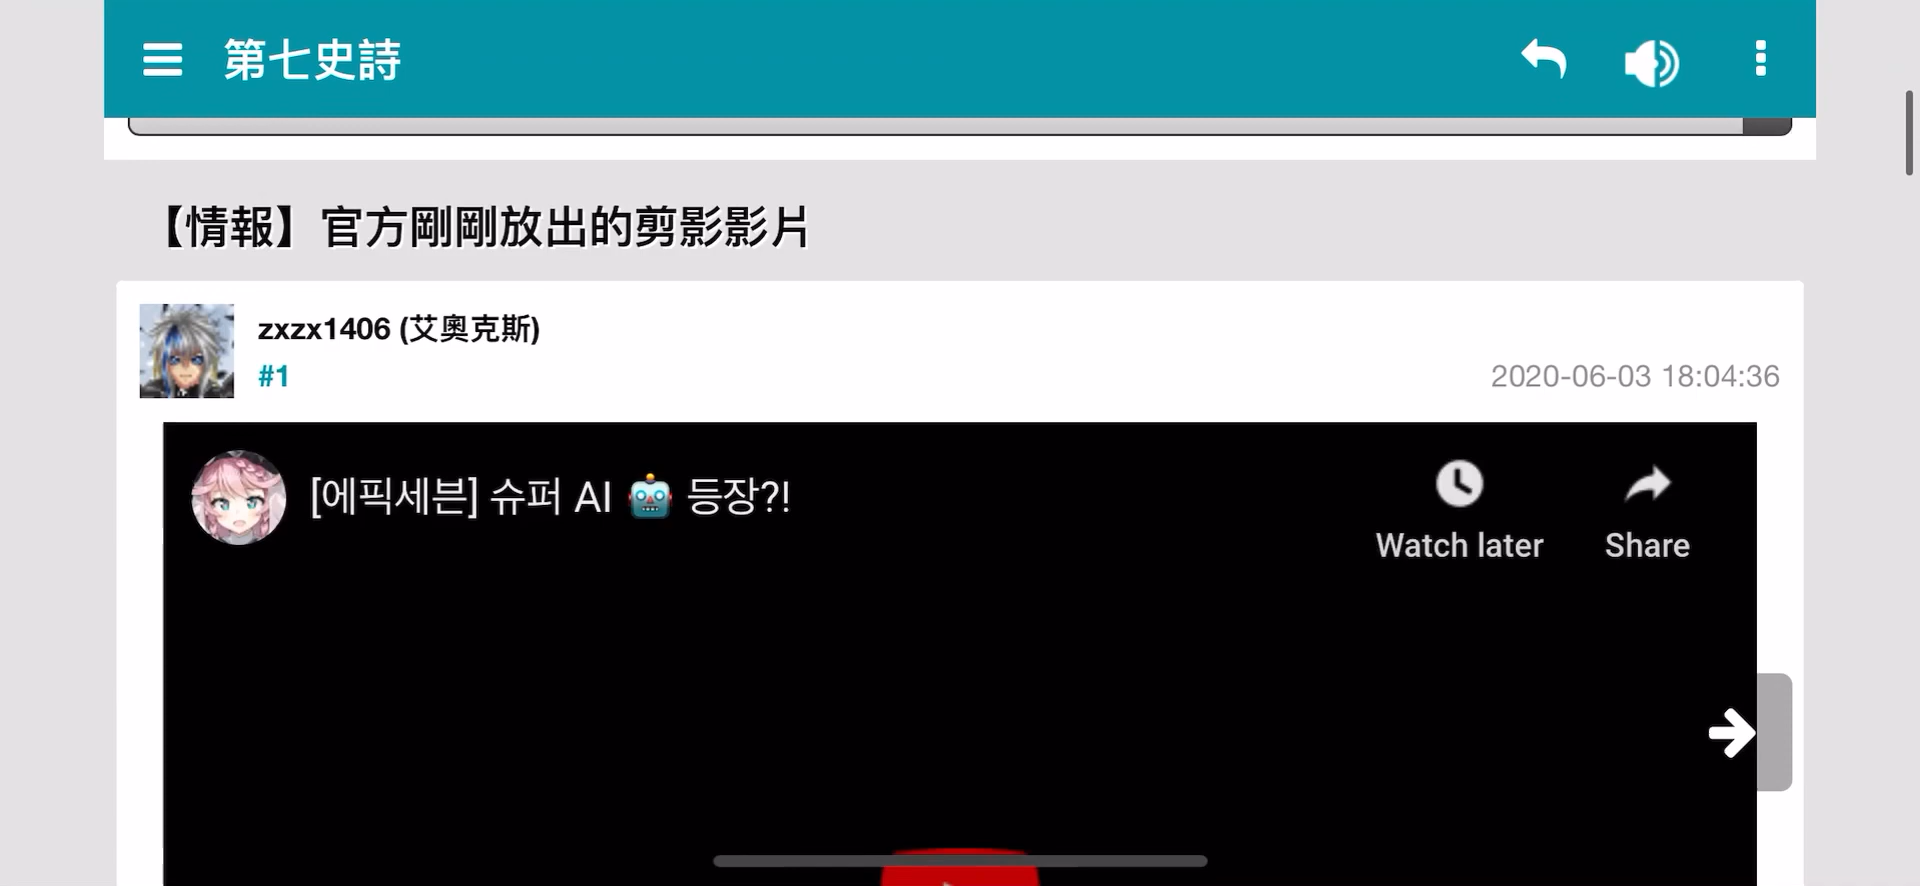 第七史詩
【情報】官方剛剛放出的剪影影片
zxzx1406 (艾奧克斯)
#1
2020-06-03 18:04:36
[에픽세븐] 슈퍼 AI 🤖 등장?!
Watch later
Share